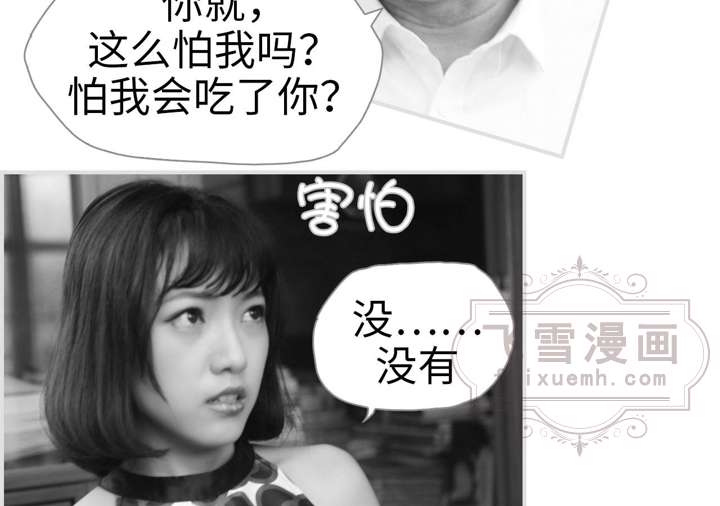 你就，
这么怕我吗？
怕我会吃了你？
害怕
没……
没有
飞雪漫画
feixuemh.com